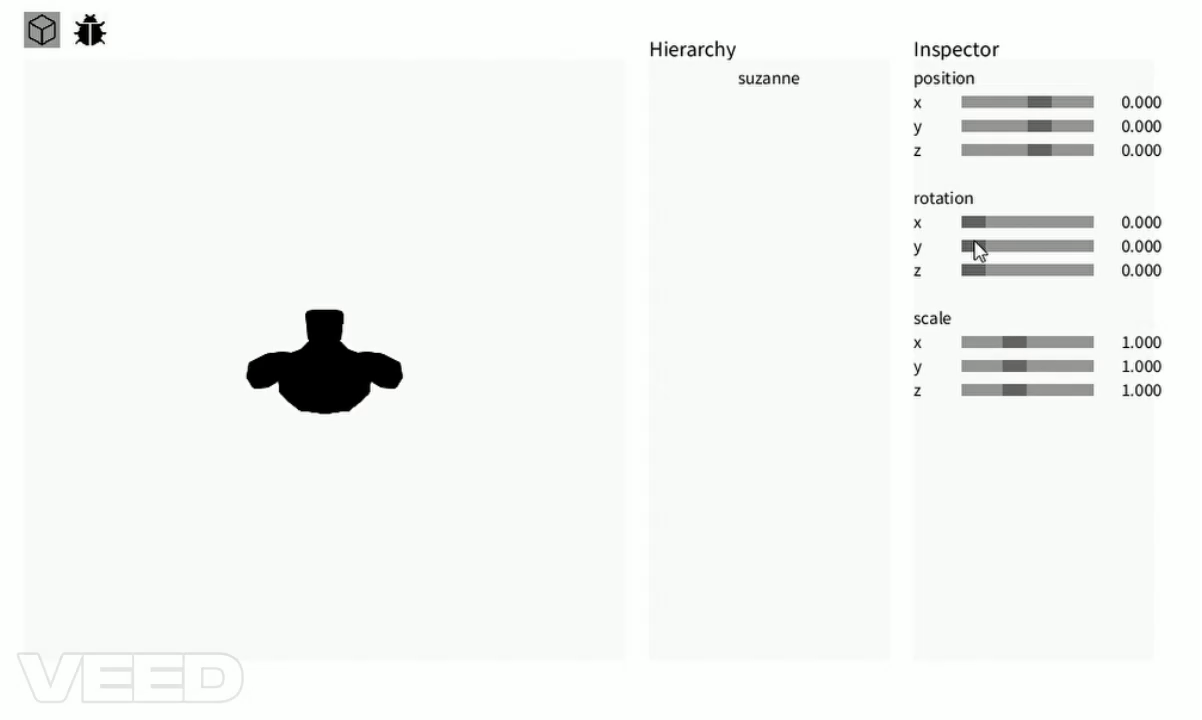 Hierarchy
suzanne
Inspector
position
x 0.000
y 0.000
z 0.000
rotation
x 0.000
y 0.000
z 0.000
scale
x 1.000
y 1.000
z 1.000
VEED